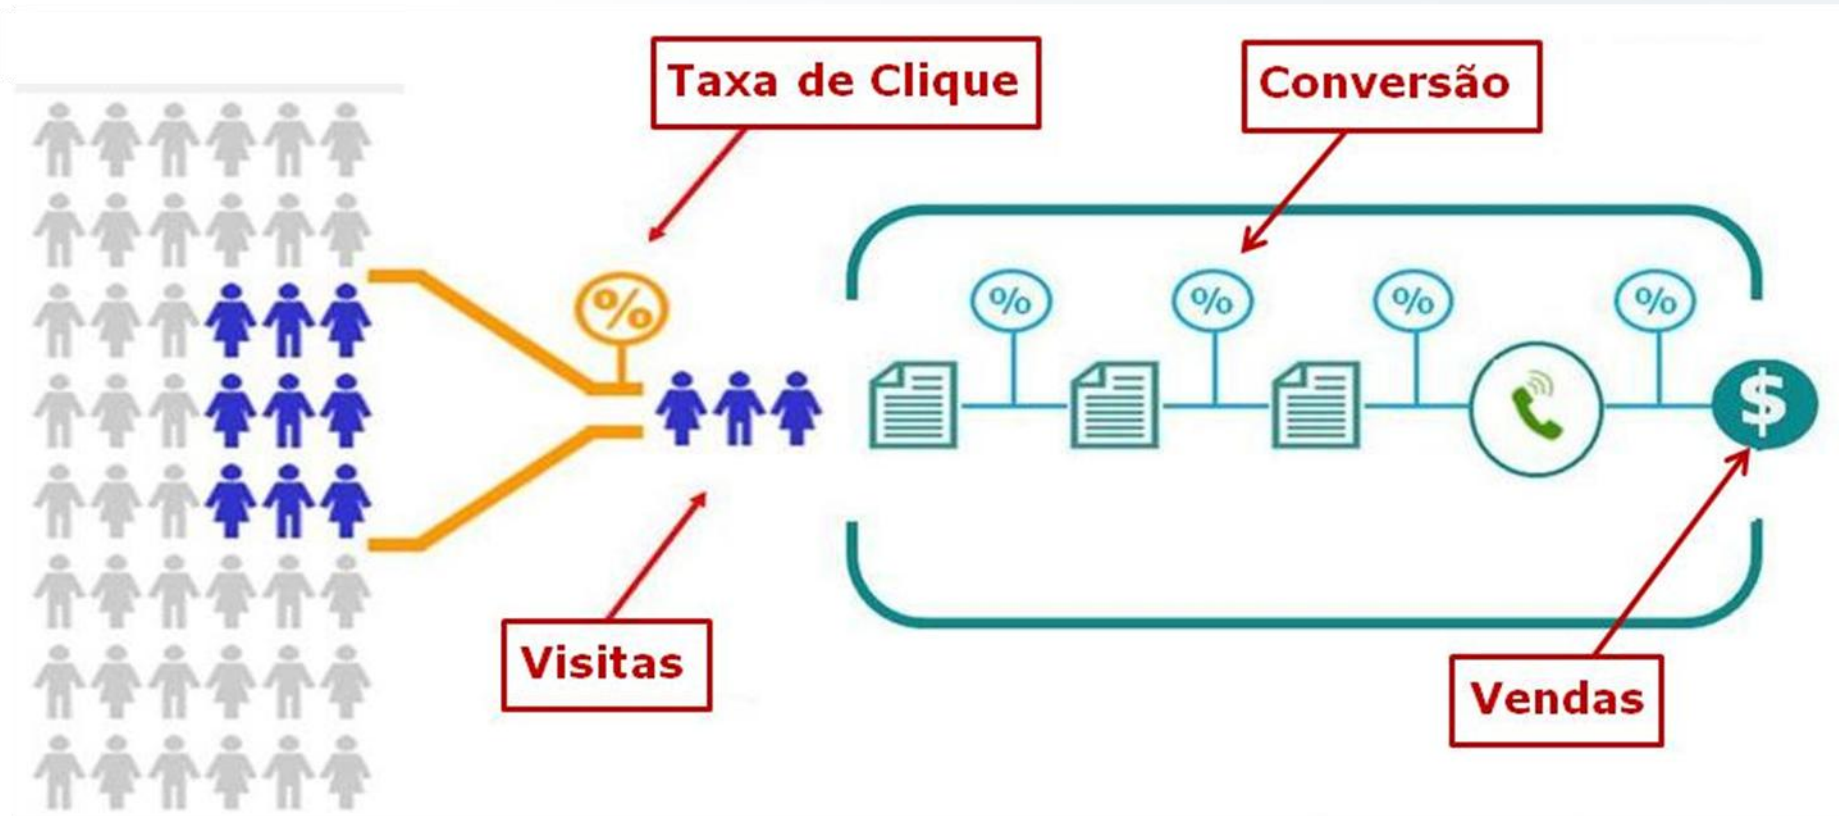 Taxa de Clique
Conversão
%
%
%
%
%
$
Visitas
Vendas